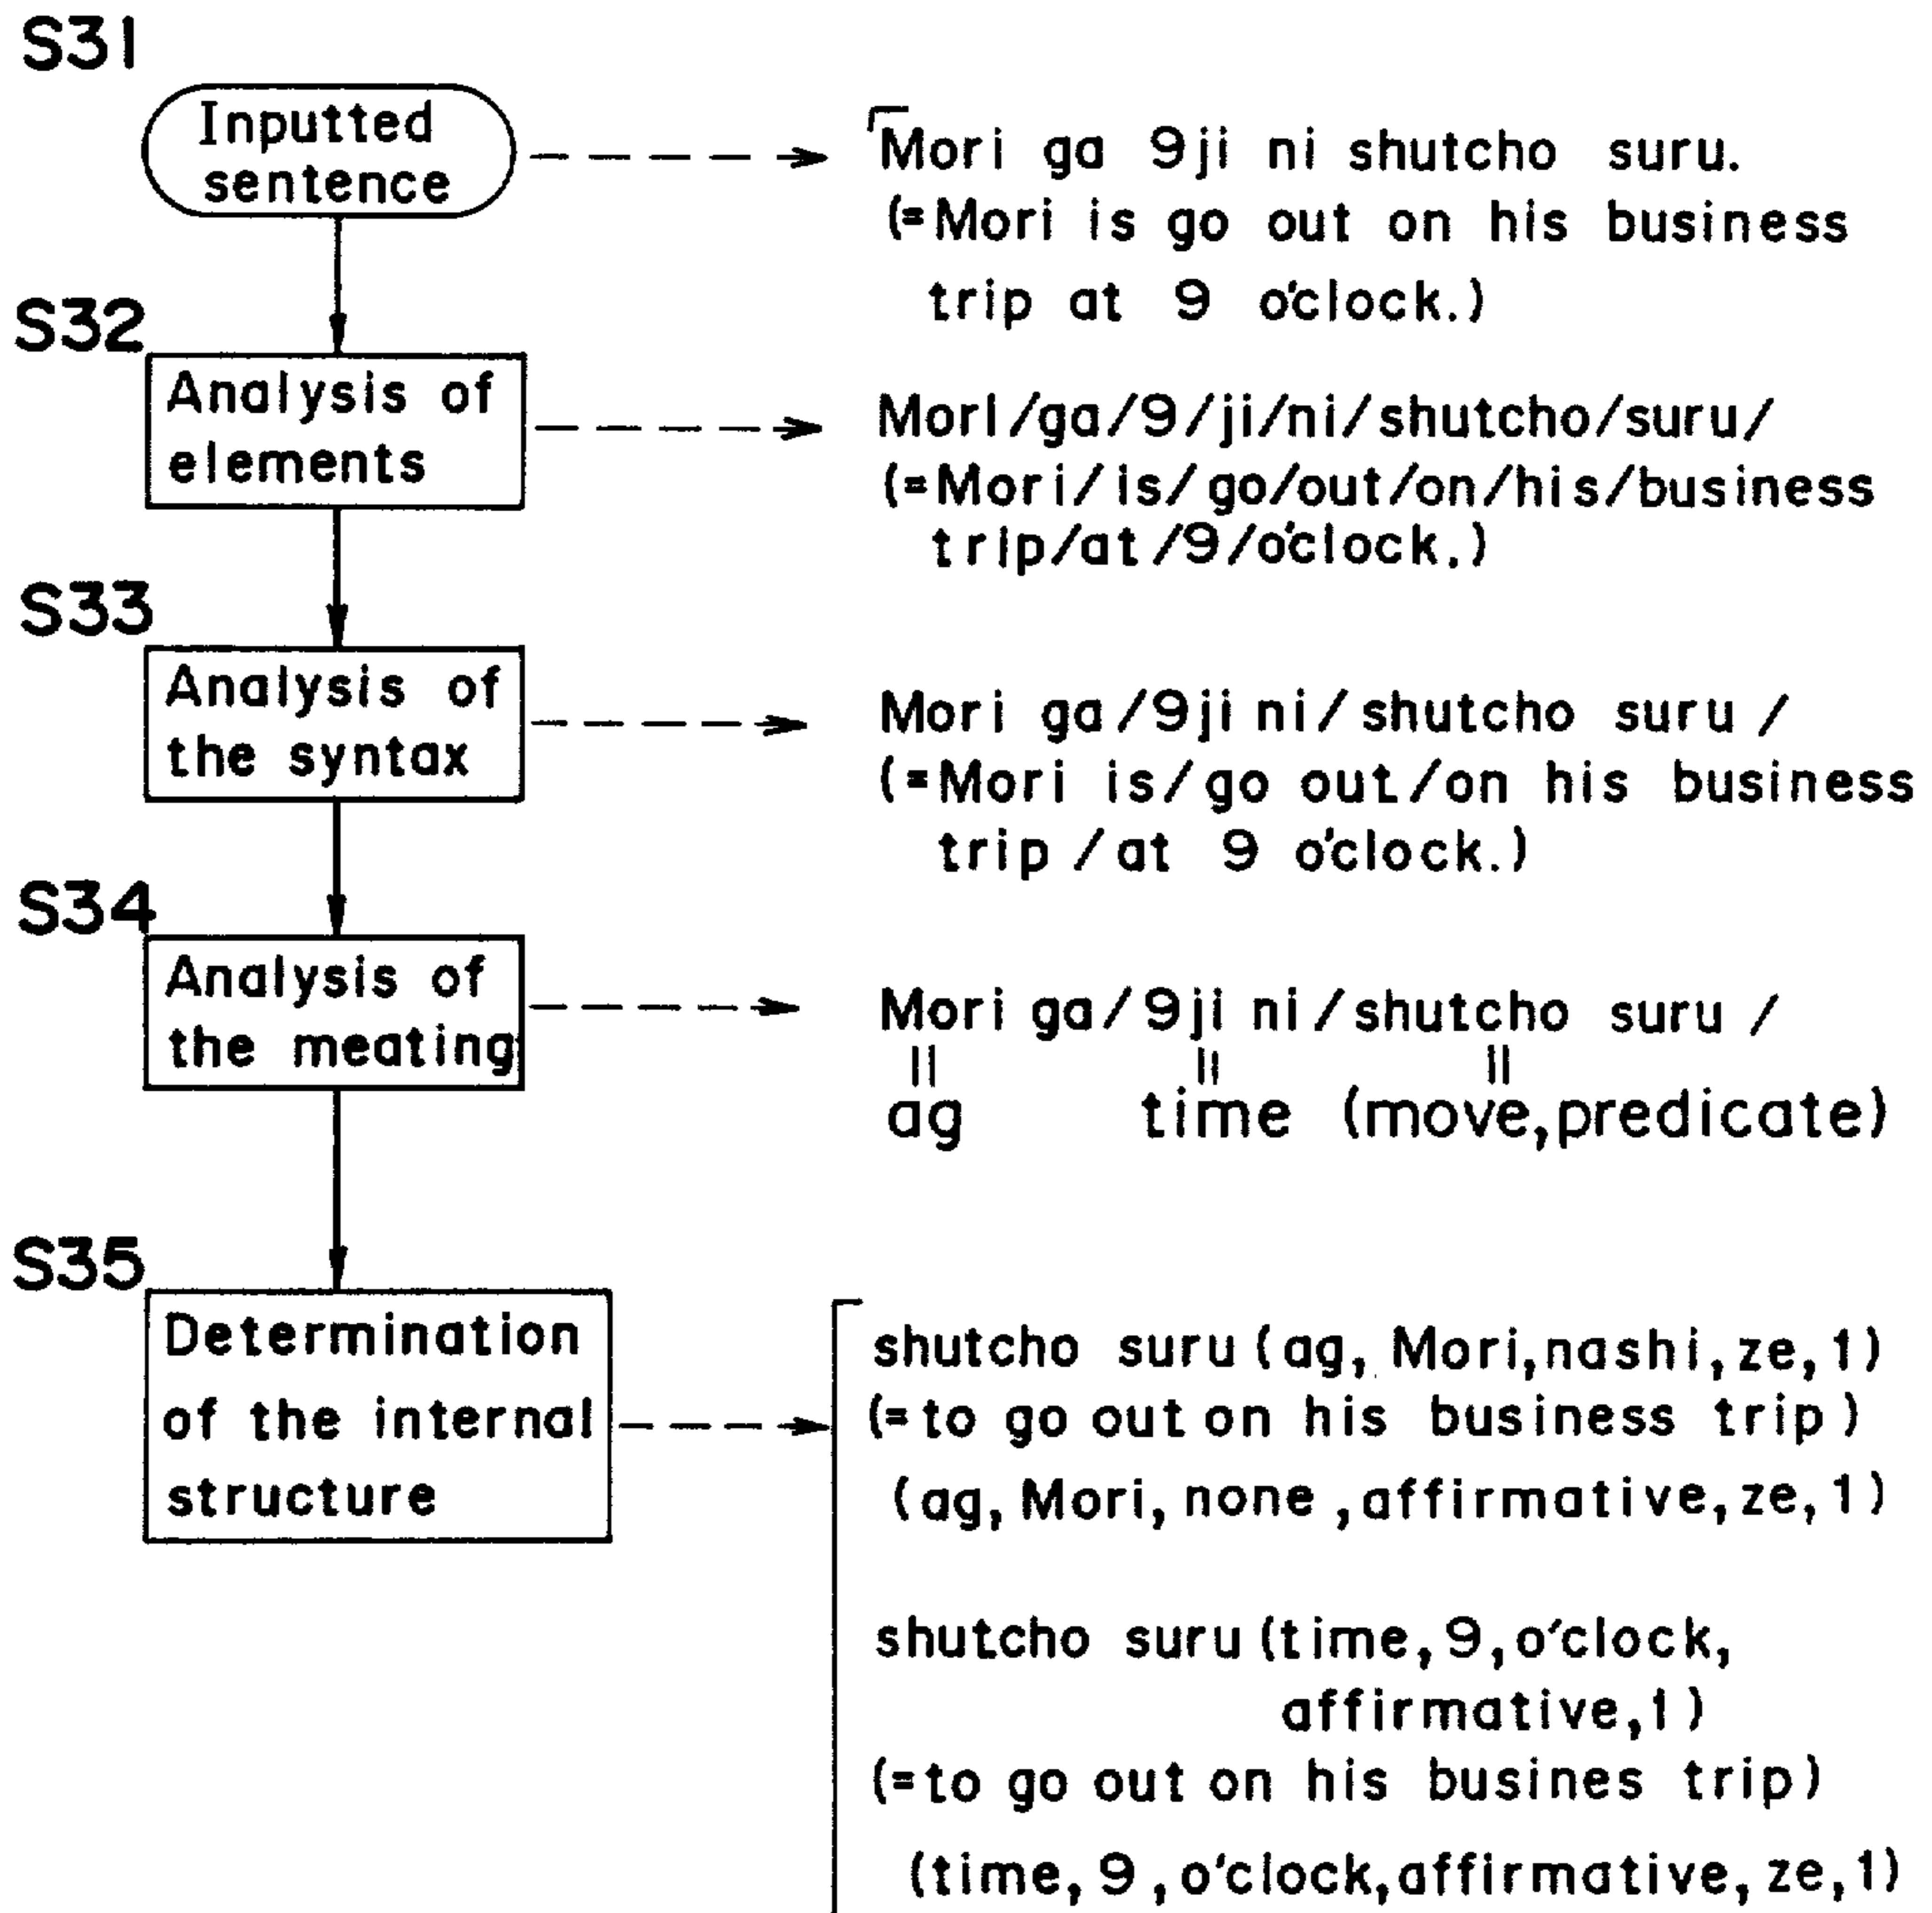 S31
Inputted
sentence
Mori ga 9ji ni shutcho suru.
(=Mori is go out on his business
trip at 9 o'clock.)
S32
Analysis of
elements
Mori/ga/9/ji/ni/shutcho/suru/
(=Mori/is/go/out/on/his/business
trip/at/9/o'clock.)
S33
Analysis of
the syntax
Mori ga/9ji ni/shutcho suru/
(=Mori is/go out/on his business
trip/at 9 o'clock.)
S34
Analysis of
the meating
Mori ga/9ji ni/shutcho suru/
|| || ||
ag time (move,predicate)
S35
Determination
of the internal
structure
shutcho suru(ag, Mori,nashi,ze,1)
(=to go out on his business trip)
(ag, Mori, none ,affirmative,ze,1)
shutcho suru(time,9,o'clock,
affirmative,1)
(=to go out on his busines trip)
(time,9,o'clock,affirmative,ze,1)